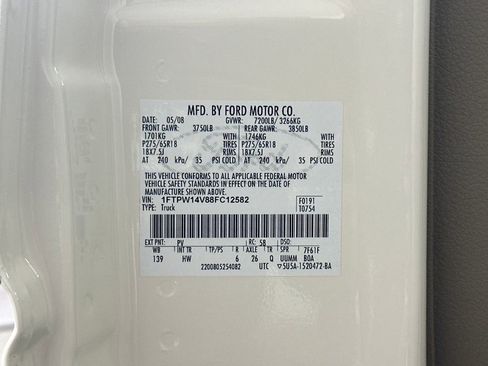 MFD. BY FORD MOTOR CO.
DATE: 05/08 GVWR: 7200LB/ 3266KG
FRONT GAWR: 3750LB REAR GAWR: 3850LB
1701KG WITH 1746KG WITH
P275/65R18 TIRES P275/65R18 TIRES
18X7.5J RIMS 18X7.5J RIMS
AT 240 kPa/ 35 PSI COLD AT 240 kPa/ 35 PSI COLD
THIS VEHICLE CONFORMS TO ALL APPLICABLE FEDERAL MOTOR
VEHICLE SAFETY STANDARDS IN EFFECT ON THE DATE OF
MANUFACTURE SHOWN ABOVE.
VIN: 1FTPW14V88FC12582 F0191
TYPE: Truck T0754
EXT PNT: PV RC: 58 DSO:
WB INT TR TP/PS R AXLE TR SPR 7F61F
139 HW 6 26 Q UUMM B0A
2200805254082 UTC ▽5U5A-1520472-BA